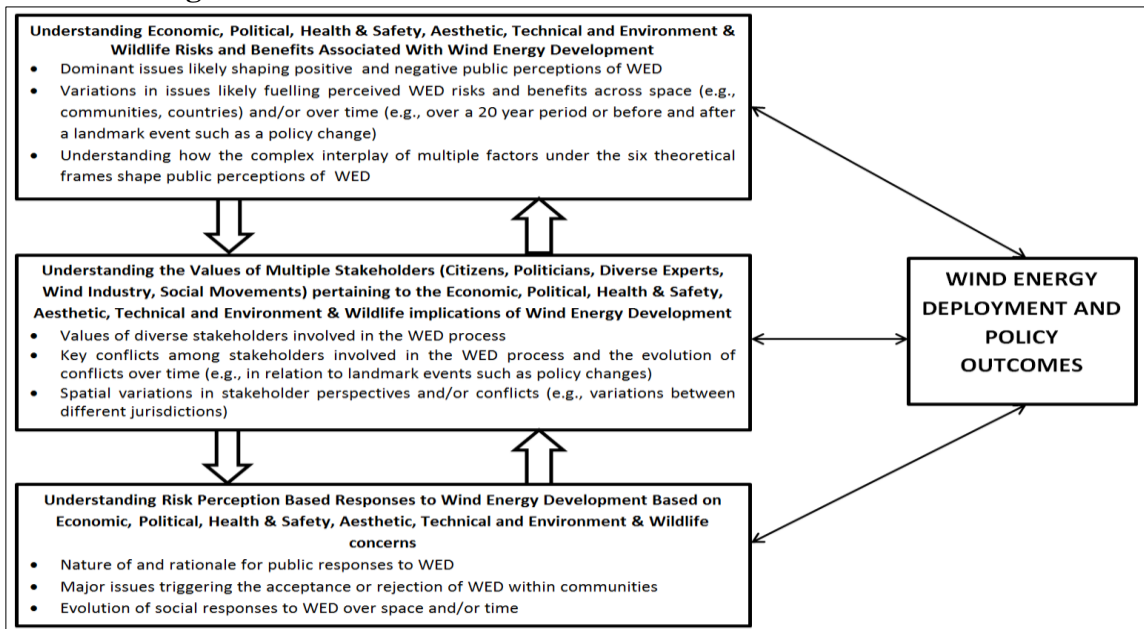 Understanding Economic, Political, Health & Safety, Aesthetic, Technical and Environment &
Wildlife Risks and Benefits Associated With Wind Energy Development
• Dominant issues likely shaping positive and negative public perceptions of WED
• Variations in issues likely fuelling perceived WED risks and benefits across space (e.g.,
communities, countries) and/or over time (e.g., over a 20 year period or before and after
a landmark event such as a policy change)
• Understanding how the complex interplay of multiple factors under the six theoretical
frames shape public perceptions of WED
Understanding the Values of Multiple Stakeholders (Citizens, Politicians, Diverse Experts,
Wind Industry, Social Movements) pertaining to the Economic, Political, Health & Safety,
Aesthetic, Technical and Environment & Wildlife implications of Wind Energy Development
• Values of diverse stakeholders involved in the WED process
• Key conflicts among stakeholders involved in the WED process and the evolution of
conflicts over time (e.g., in relation to landmark events such as policy changes)
• Spatial variations in stakeholder perspectives and/or conflicts (e.g., variations between
different jurisdictions)
Understanding Risk Perception Based Responses to Wind Energy Development Based on
Economic, Political, Health & Safety, Aesthetic, Technical and Environment & Wildlife
concerns
• Nature of and rationale for public responses to WED
• Major issues triggering the acceptance or rejection of WED within communities
• Evolution of social responses to WED over space and/or time
WIND ENERGY
DEPLOYMENT AND
POLICY
OUTCOMES